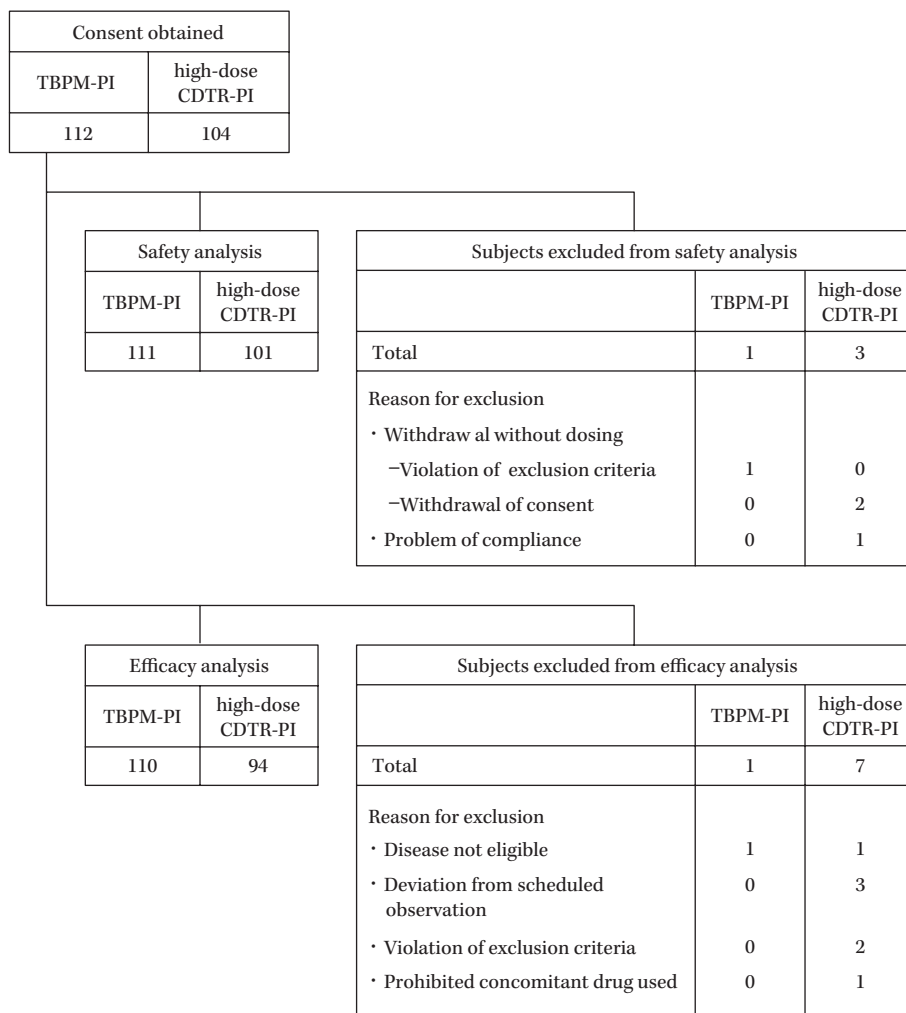 Consent obtained
TBPM-PI
high-dose
CDTR-PI
112
104
Safety analysis
TBPM-PI
high-dose
CDTR-PI
111
101
Subjects excluded from safety analysis
TBPM-PI
high-dose
CDTR-PI
Total 1 3
Reason for exclusion
・Withdraw al without dosing
−Violation of exclusion criteria 1 0
−Withdrawal of consent 0 2
・Problem of compliance 0 1
Efficacy analysis
TBPM-PI
high-dose
CDTR-PI
110
94
Subjects excluded from efficacy analysis
TBPM-PI
high-dose
CDTR-PI
Total 1 7
Reason for exclusion
・Disease not eligible 1 1
・Deviation from scheduled 0 3
observation
・Violation of exclusion criteria 0 2
・Prohibited concomitant drug used 0 1